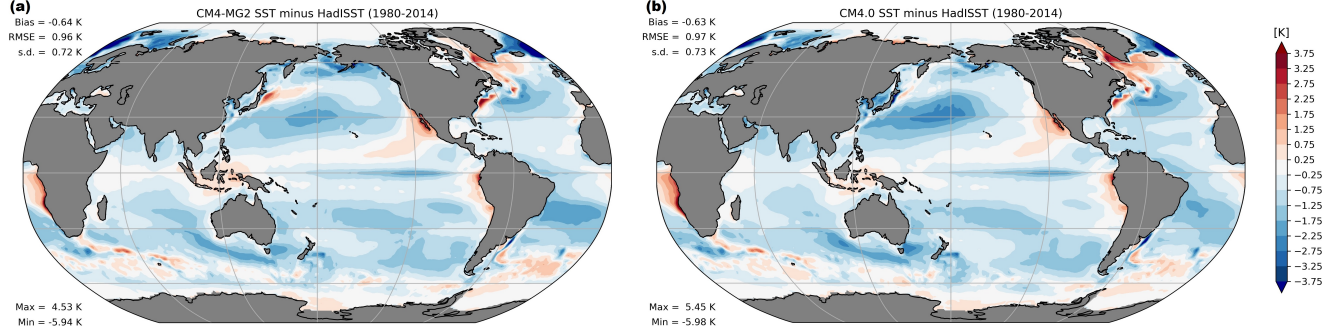 (a)
CM4-MG2 SST minus HadISST (1980-2014)
Bias = -0.64 K
RMSE = 0.96 K
s.d. = 0.72 K
Max = 4.53 K
Min = -5.94 K
(b)
CM4.0 SST minus HadISST (1980-2014)
Bias = -0.63 K
RMSE = 0.97 K
s.d. = 0.73 K
Max = 5.45 K
Min = -5.98 K
[K]
3.75
3.25
2.75
2.25
1.75
1.25
0.75
0.25
−0.25
−0.75
−1.25
−1.75
−2.25
−2.75
−3.25
−3.75